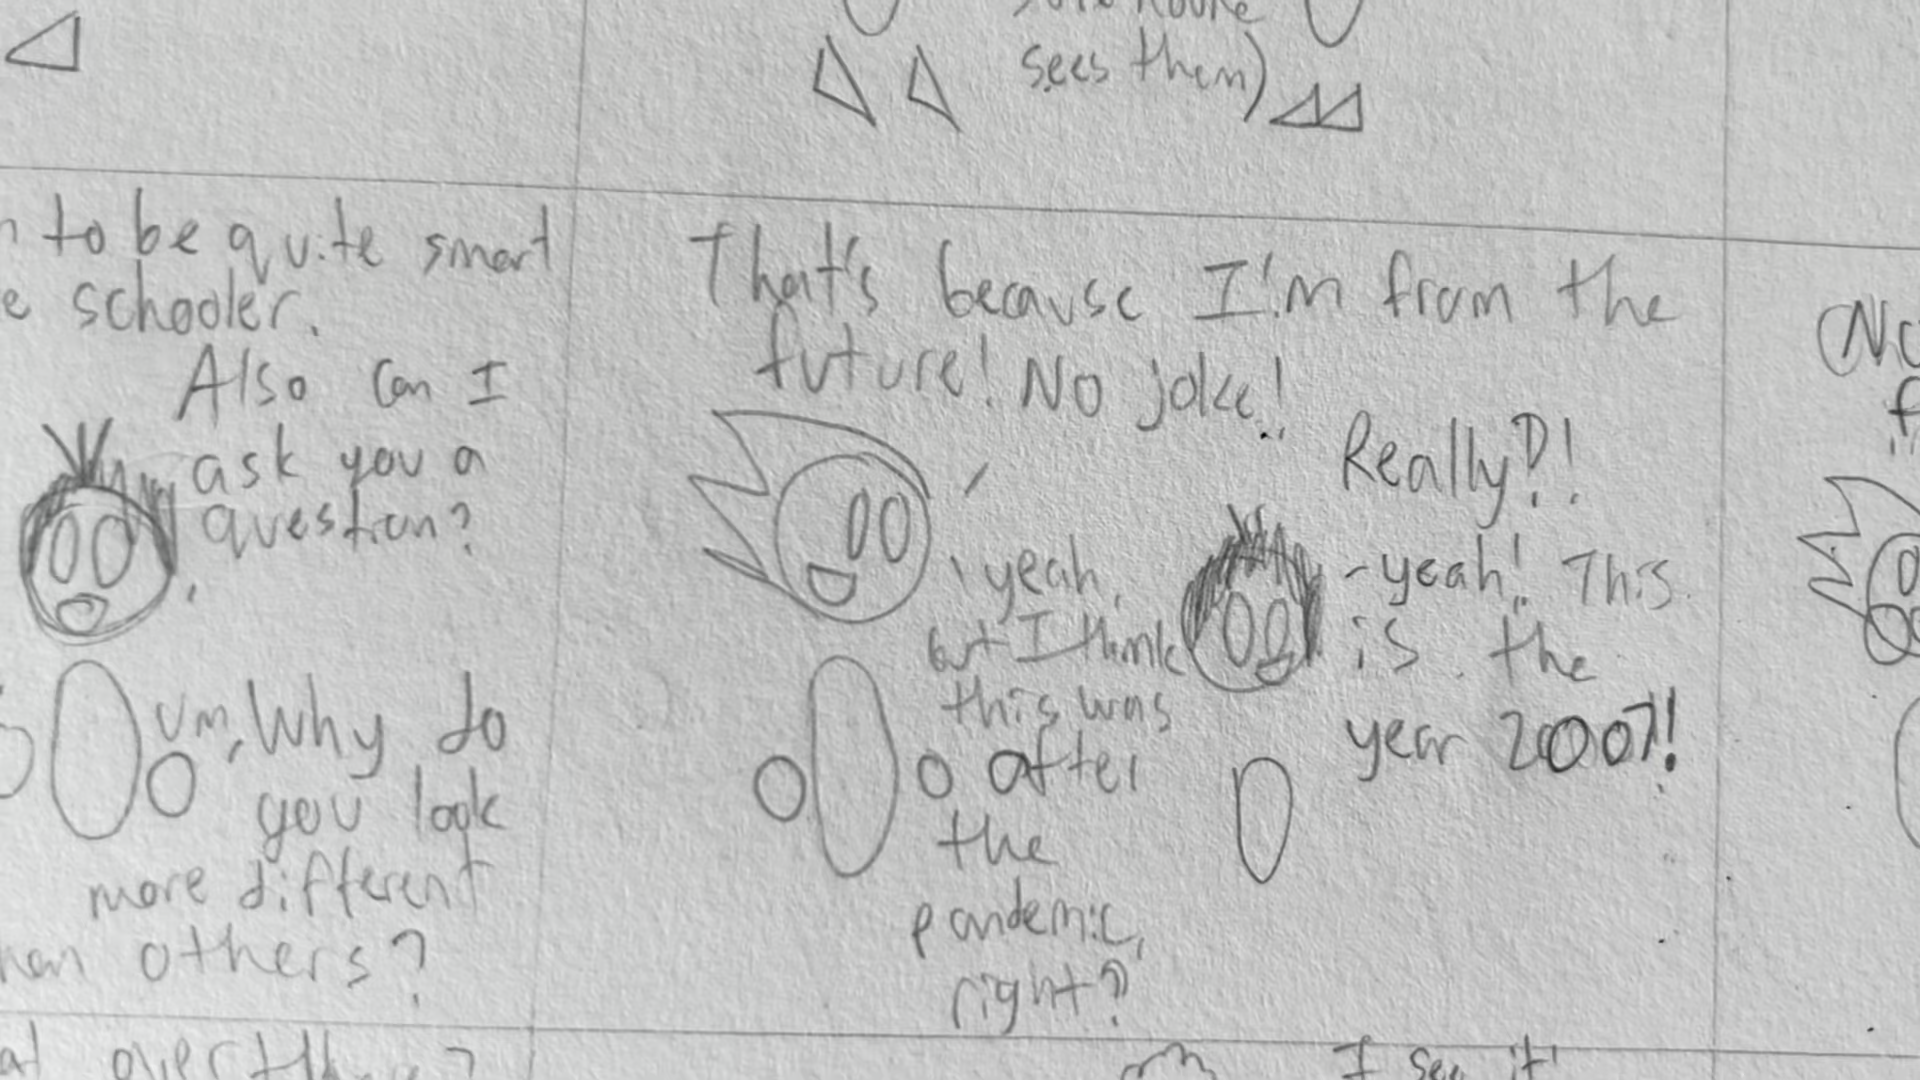 sees them)
to be quite smart
schooler.
Also can I
ask you a
question?
Um, Why do
you look
more different
others?
That's because I'm from the
future! No joke!
Really?!
yeah,
but I think
this was
after
the
pandemic,
right?
-yeah! This
is the
year 2007!
I see it!